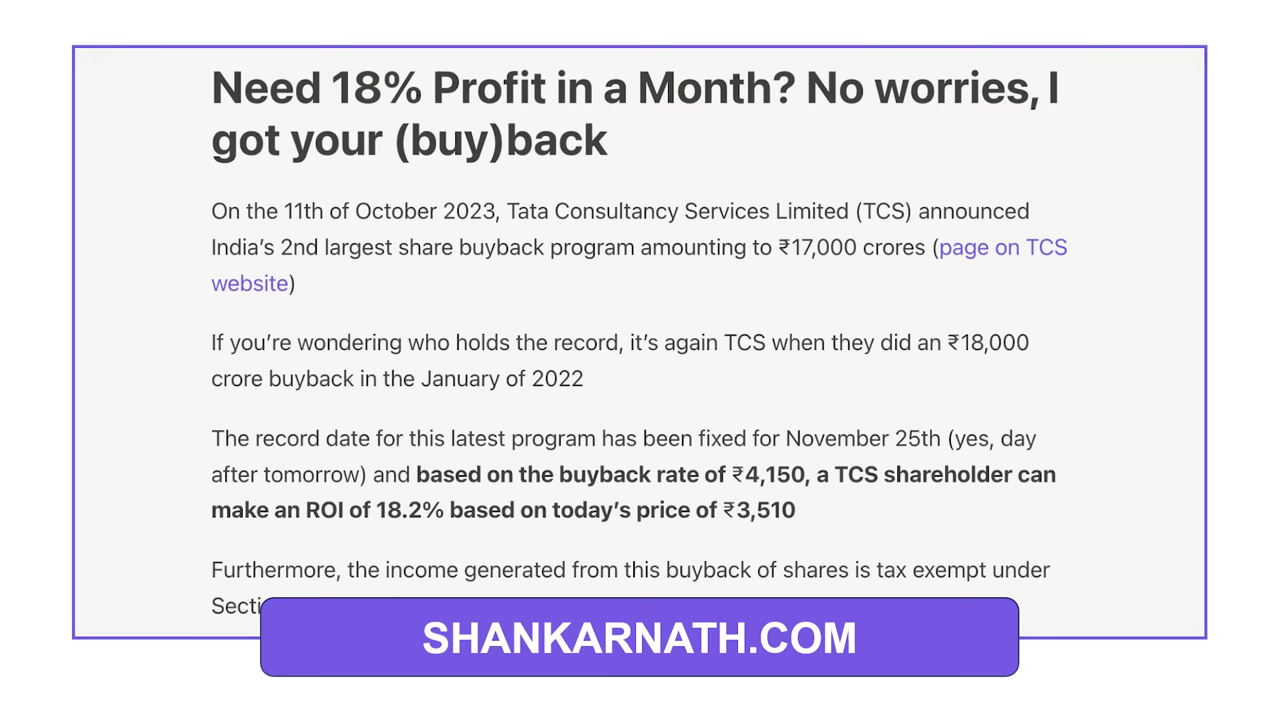 Need 18% Profit in a Month? No worries, I
got your (buy)back
On the 11th of October 2023, Tata Consultancy Services Limited (TCS) announced
India’s 2nd largest share buyback program amounting to ₹17,000 crores (page on TCS
website)
If you’re wondering who holds the record, it’s again TCS when they did an ₹18,000
crore buyback in the January of 2022
The record date for this latest program has been fixed for November 25th (yes, day
after tomorrow) and based on the buyback rate of ₹4,150, a TCS shareholder can
make an ROI of 18.2% based on today’s price of ₹3,510
Furthermore, the income generated from this buyback of shares is tax exempt under
SHANKARNATH.COM